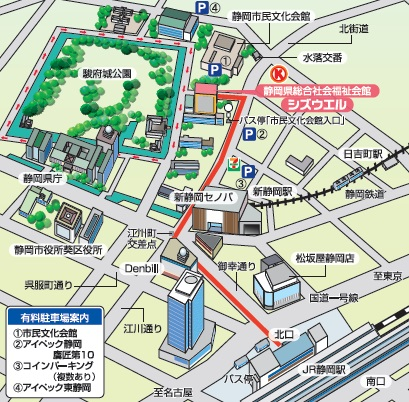 P④
静岡市民文化会館
北街道
①
P
水落交番
P
K
駿府城公園
静岡県総合社会福祉会館
シズウエル
バス停「市民文化会館入口」
P②
日吉町駅
7
P
③
静岡県庁
新静岡セノバ
新静岡駅
静岡鉄道
江川町
交差点
静岡市役所葵区役所
御幸通り
松坂屋静岡店
Denbill
至東京
呉服町通り
国道一号線
江川通り
有料駐車場案内
①市民文化会館
②アイペック静岡
鷹匠第10
③コインパーキング
(複数あり)
④アイペック東静岡
北口
バス停
JR静岡駅
南口
至名古屋